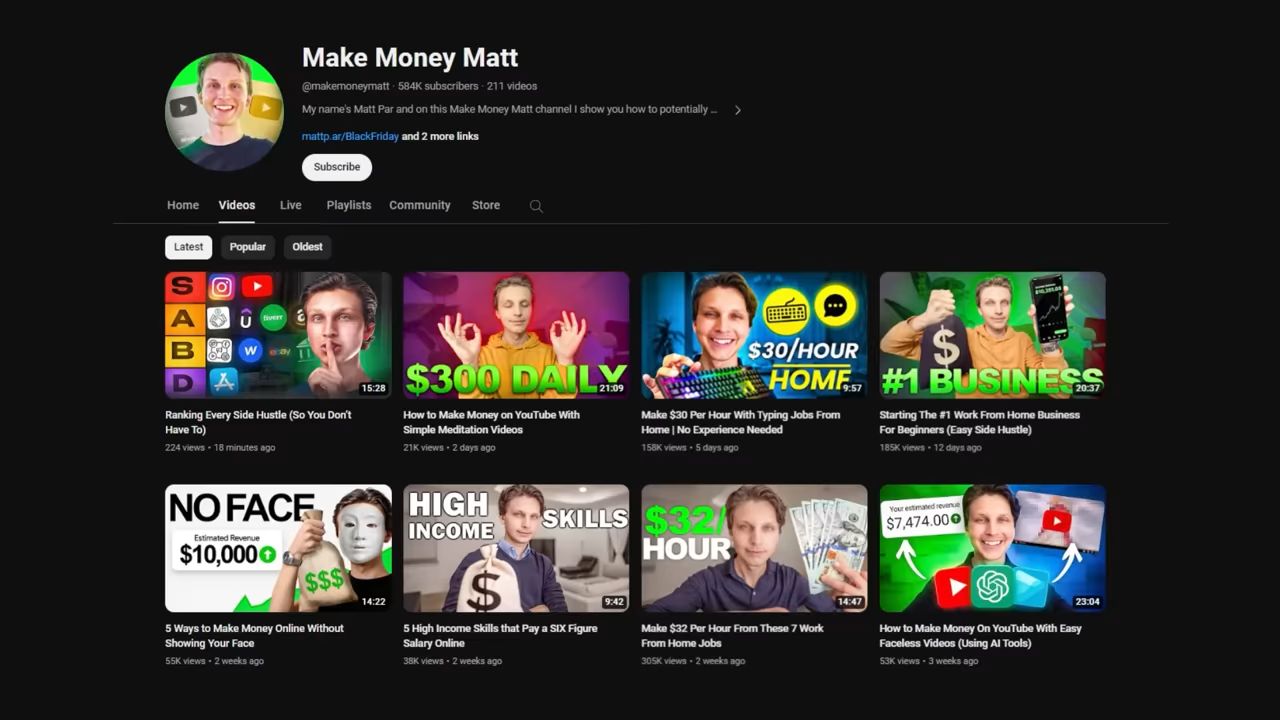 Make Money Matt
@makemoneymatt · 584K subscribers · 211 videos
My name's Matt Par and on this Make Money Matt channel I show you how to potentially ...
mattp.ar/BlackFriday and 2 more links
Subscribe
Home Videos Live Playlists Community Store
Latest Popular Oldest
S
A
B
D
fiverr
ebay
15:28
$300 DAILY
21:09
$30/HOUR
HOME
9:57
$
#1 BUSINESS
20:37
Ranking Every Side Hustle (So You Don't
Have To)
224 views • 18 minutes ago
How to Make Money on YouTube With
Simple Meditation Videos
21K views • 2 days ago
Make $30 Per Hour With Typing Jobs From
Home | No Experience Needed
158K views • 5 days ago
Starting The #1 Work From Home Business
For Beginners (Easy Side Hustle)
185K views • 12 days ago
NO FACE
Estimated Revenue
$10,000
$$$
14:22
HIGH
INCOME
SKILLS
$
9:42
$32/
HOUR
14:47
Your estimated revenue
$7,474.00
23:04
5 Ways to Make Money Online Without
Showing Your Face
55K views • 2 weeks ago
5 High Income Skills that Pay a SIX Figure
Salary Online
38K views • 2 weeks ago
Make $32 Per Hour From These 7 Work
From Home Jobs
305K views • 2 weeks ago
How to Make Money On YouTube With Easy
Faceless Videos (Using AI Tools)
53K views • 3 weeks ago